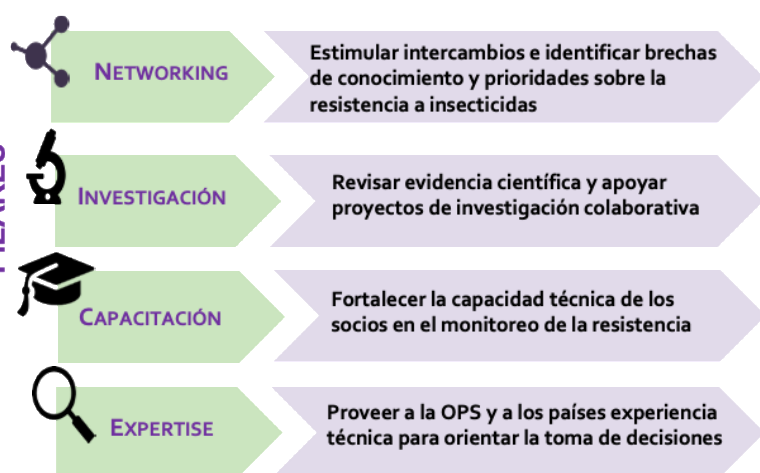 NETWORKING
Estimular intercambios e identificar brechas
de conocimiento y prioridades sobre la
resistencia a insecticidas
INVESTIGACIÓN
Revisar evidencia científica y apoyar
proyectos de investigación colaborativa
CAPACITACIÓN
Fortalecer la capacidad técnica de los
socios en el monitoreo de la resistencia
EXPERTISE
Proveer a la OPS y a los países experiencia
técnica para orientar la toma de decisiones